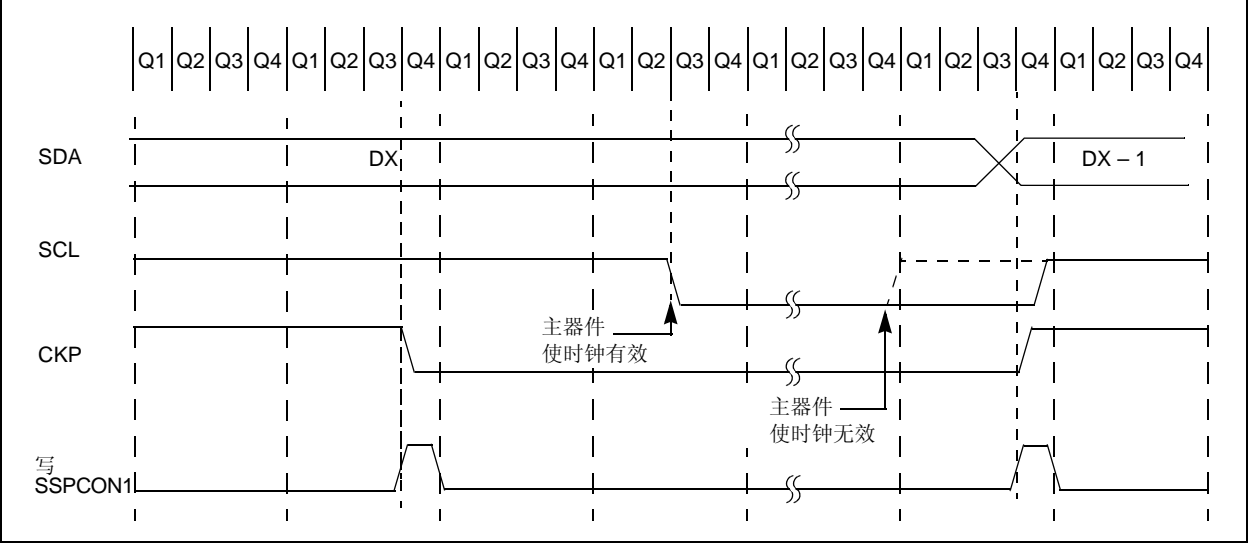 Q1 Q2 Q3 Q4 Q1 Q2 Q3 Q4 Q1 Q2 Q3 Q4 Q1 Q2 Q3 Q4 Q1 Q2 Q3 Q4 Q1 Q2 Q3 Q4 Q1 Q2 Q3 Q4
SDA
DX
DX – 1
SCL
主器件
使时钟有效
CKP
主器件
使时钟无效
写
SSPCON1